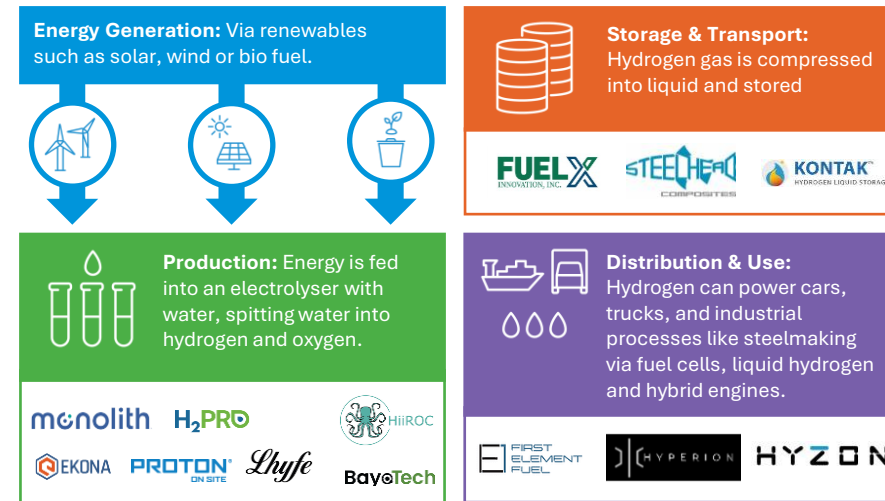 Energy Generation: Via renewables
such as solar, wind or bio fuel.
Storage & Transport:
Hydrogen gas is compressed
into liquid and stored
FUELX
INNOVATION, INC.
STEELHEAD
COMPOSITES
KONTAK™
HYDROGEN LIQUID STORAG
Production: Energy is fed
into an electrolyser with
water, spitting water into
hydrogen and oxygen.
monolith
H2PRO
HiiROC
EKONA
PROTON
ON SITE
Lhyfe
BayoTech
Distribution & Use:
Hydrogen can power cars,
trucks, and industrial
processes like steelmaking
via fuel cells, liquid hydrogen
and hybrid engines.
FIRST
ELEMENT
FUEL
HYPERION
HYZON